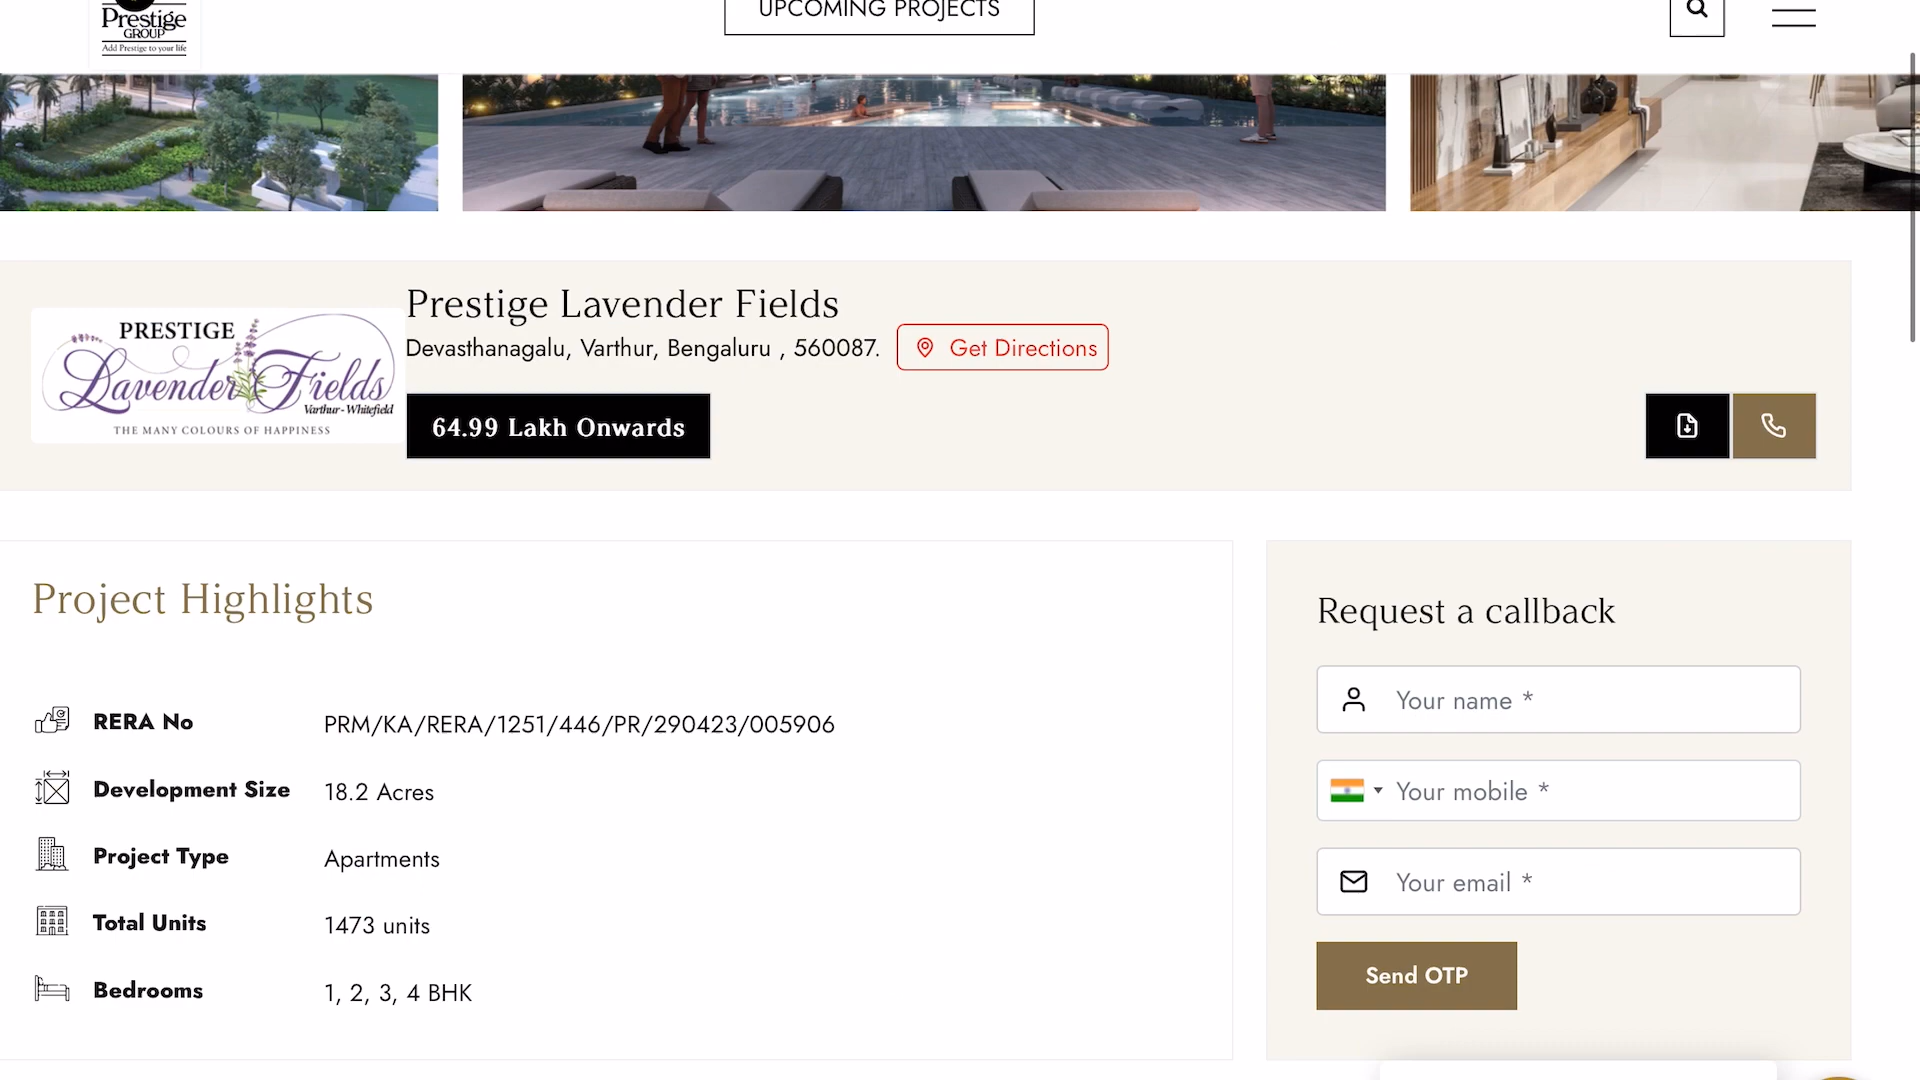 Prestige
GROUP
Add Prestige to your life
UPCOMING PROJECTS
PRESTIGE
Lavender Fields
Varthur - Whitefield
THE MANY COLOURS OF HAPPINESS
Prestige Lavender Fields
Devasthanagalu, Varthur, Bengaluru , 560087.
Get Directions
64.99 Lakh Onwards
Project Highlights
RERA No PRM/KA/RERA/1251/446/PR/290423/005906
Development Size 18.2 Acres
Project Type Apartments
Total Units 1473 units
Bedrooms 1, 2, 3, 4 BHK
Request a callback
Your name *
Your mobile *
Your email *
Send OTP